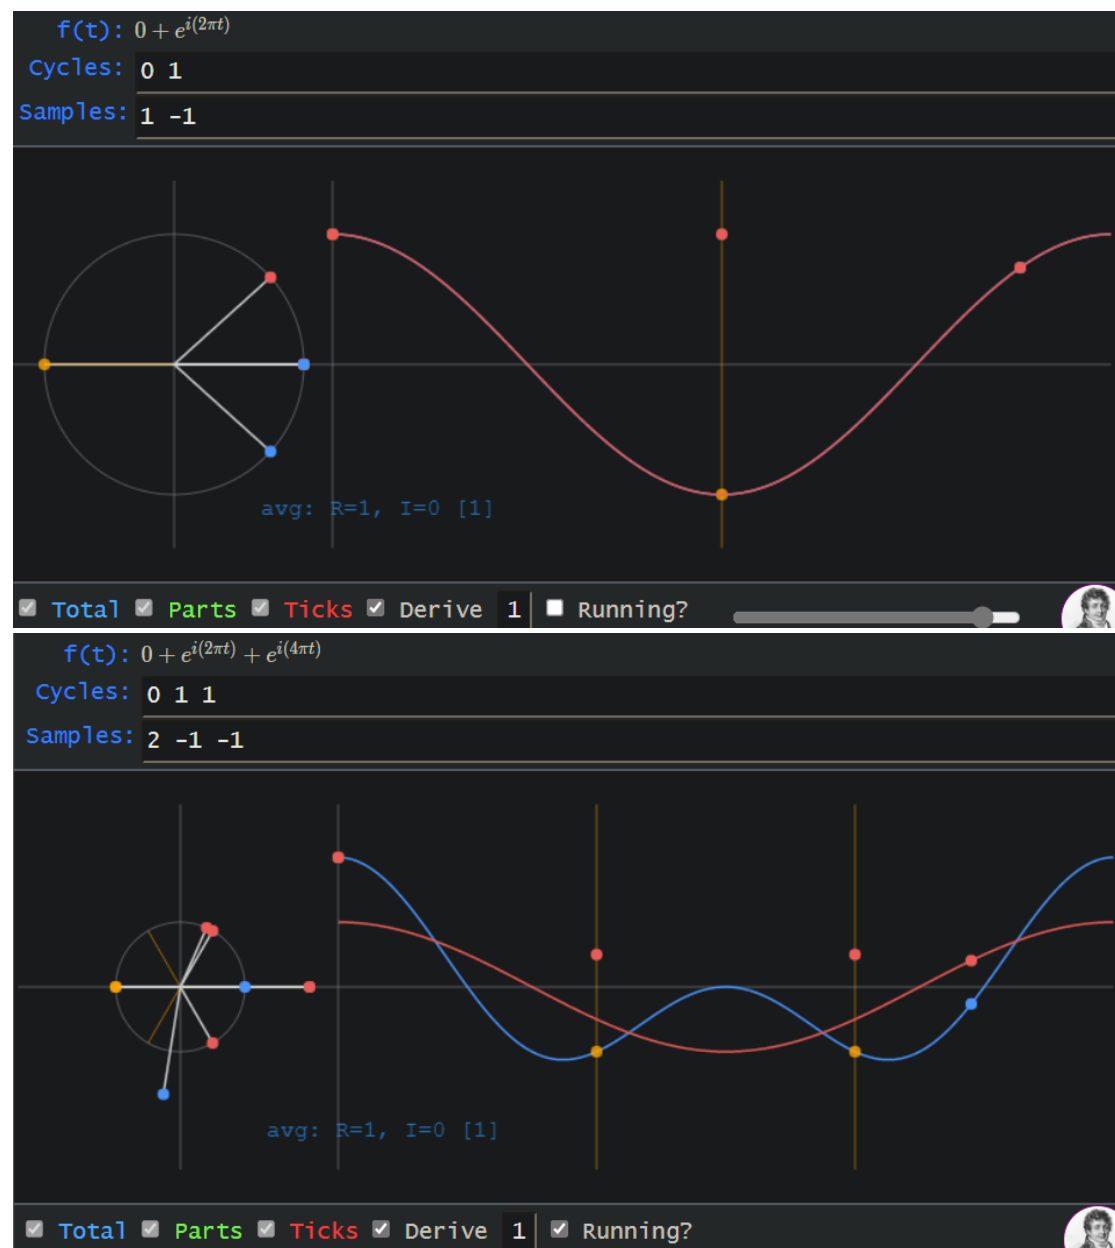 f(t): 0 + e^{i(2πt)}
Cycles: 0 1
Samples: 1 -1
avg: R=1, I=0 [1]
Total Parts Ticks Derive 1 Running?
f(t): 0 + e^{i(2πt)} + e^{i(4πt)}
Cycles: 0 1 1
Samples: 2 -1 -1
avg: R=1, I=0 [1]
Total Parts Ticks Derive 1 Running?